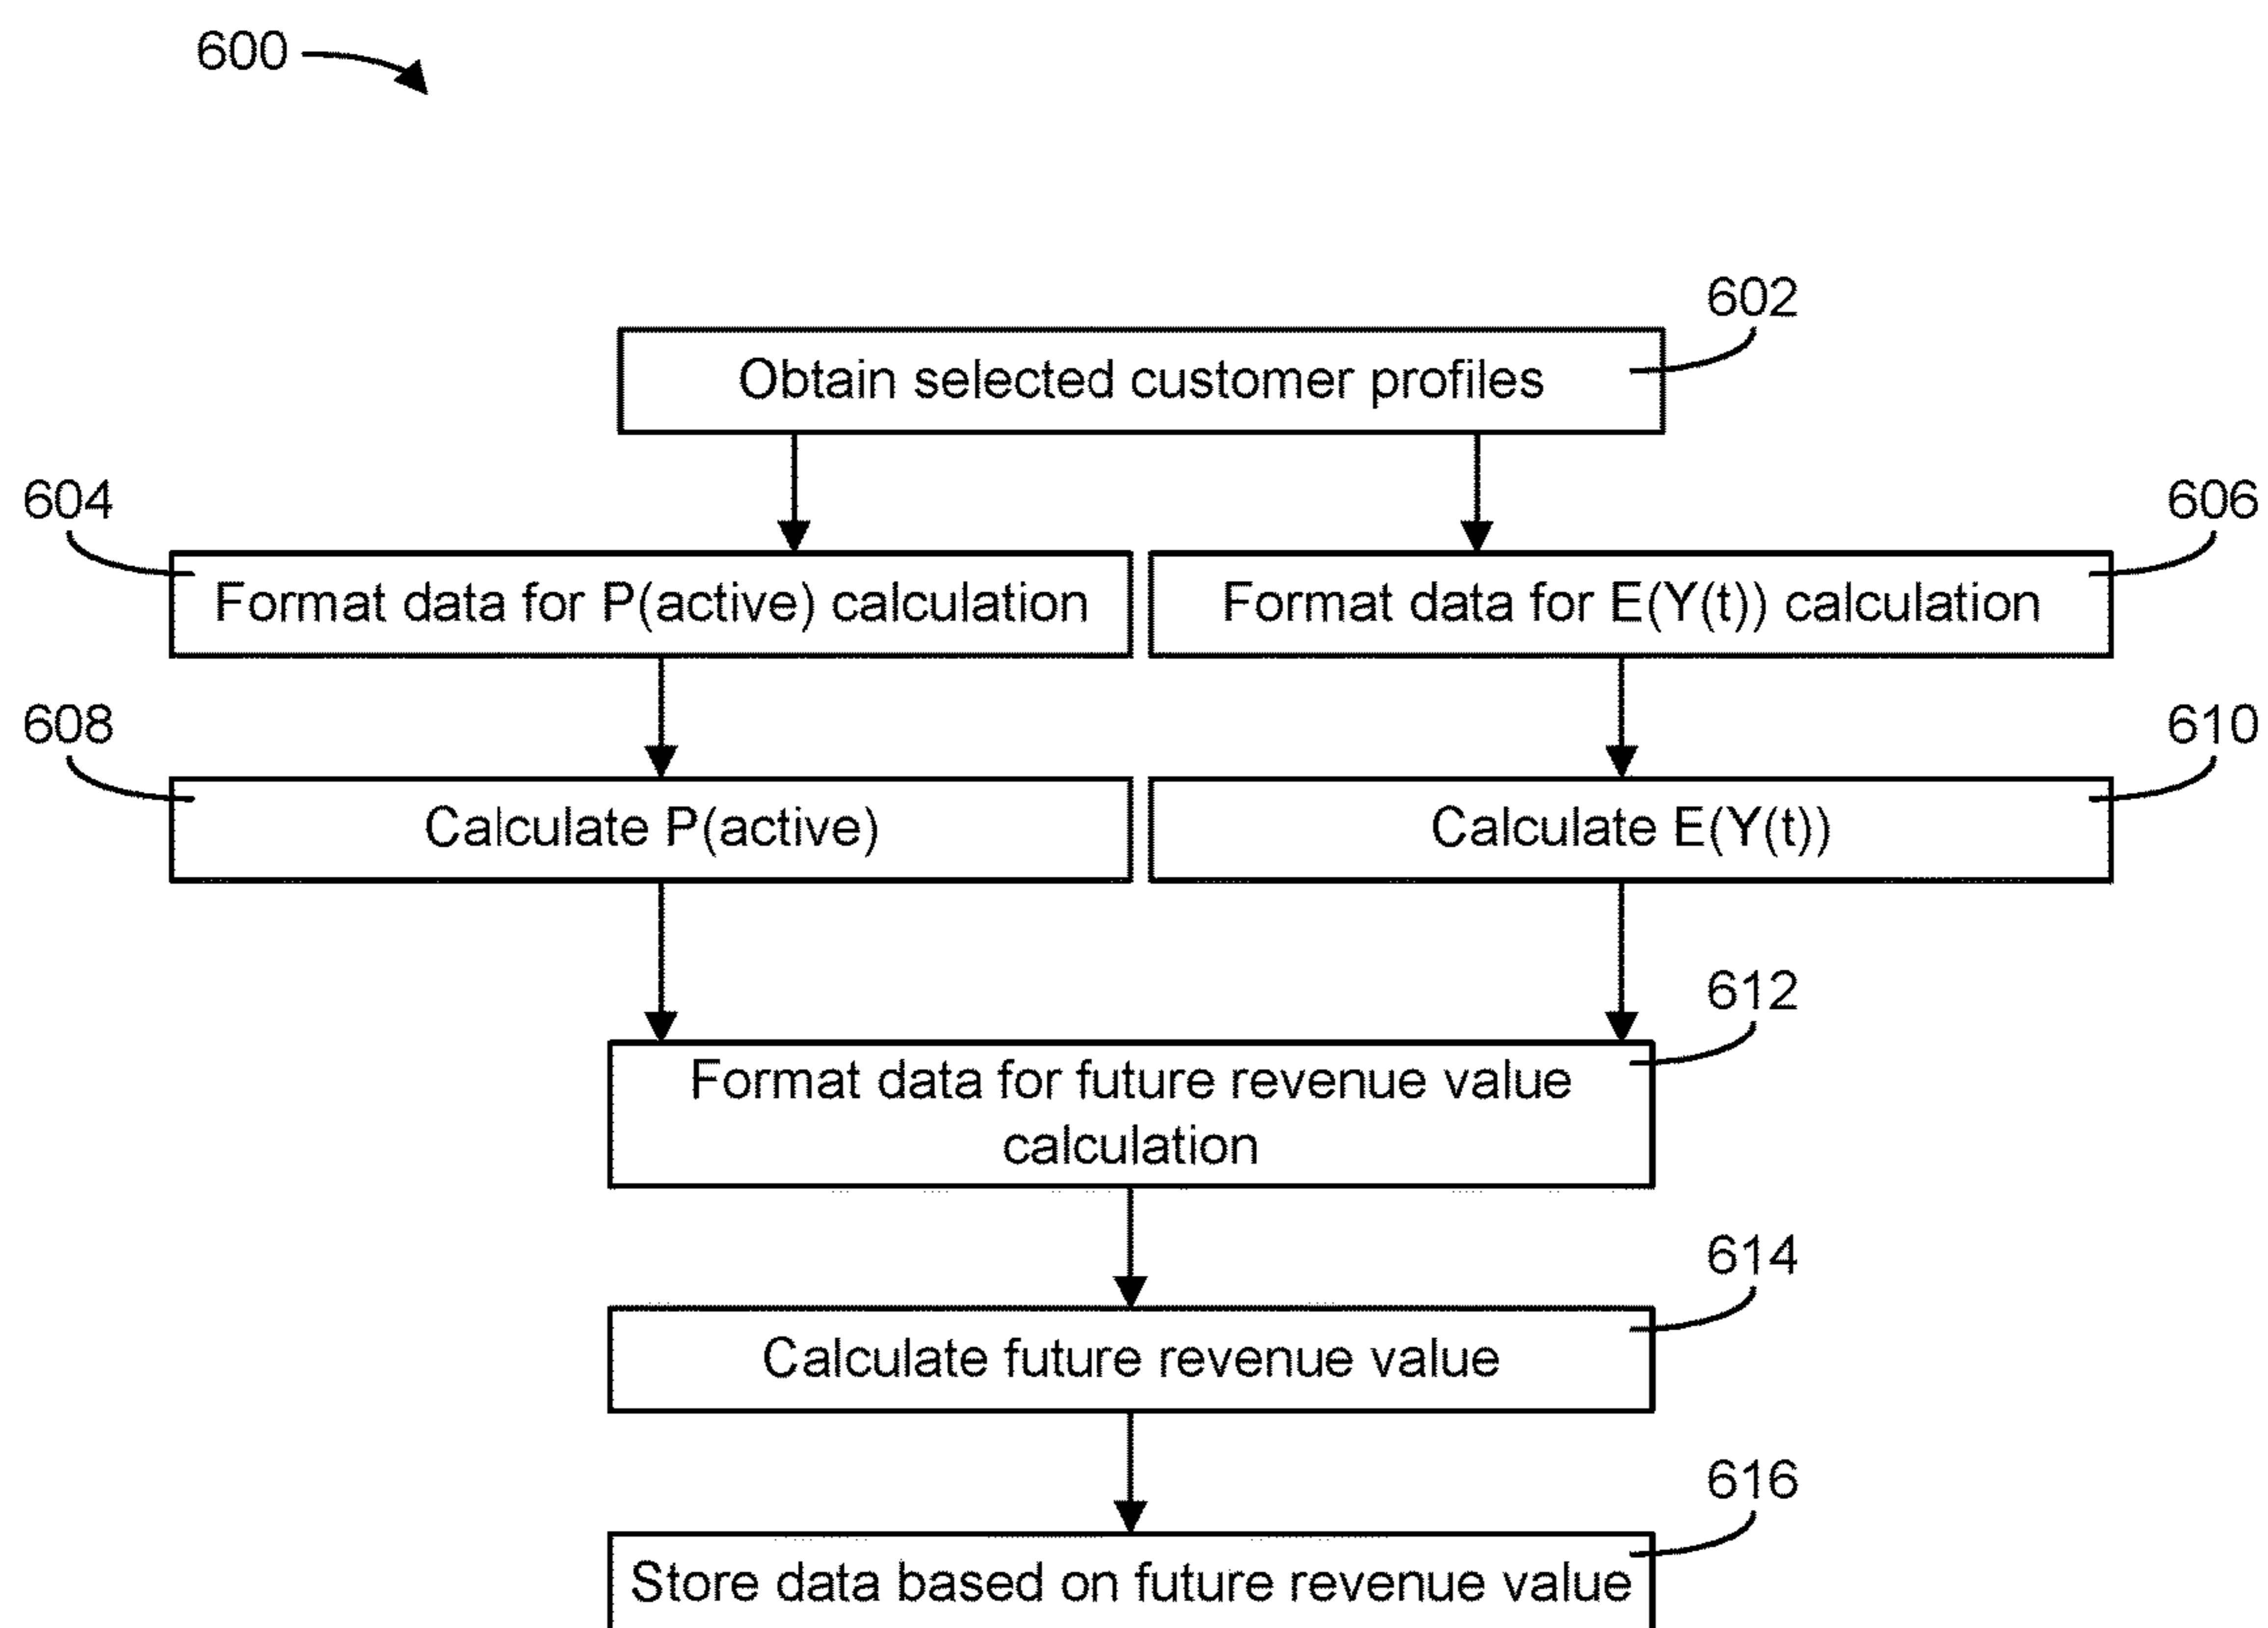 600
602
Obtain selected customer profiles
604
606
Format data for P(active) calculation
Format data for E(Y(t)) calculation
608
610
Calculate P(active)
Calculate E(Y(t))
612
Format data for future revenue value
calculation
614
Calculate future revenue value
616
Store data based on future revenue value